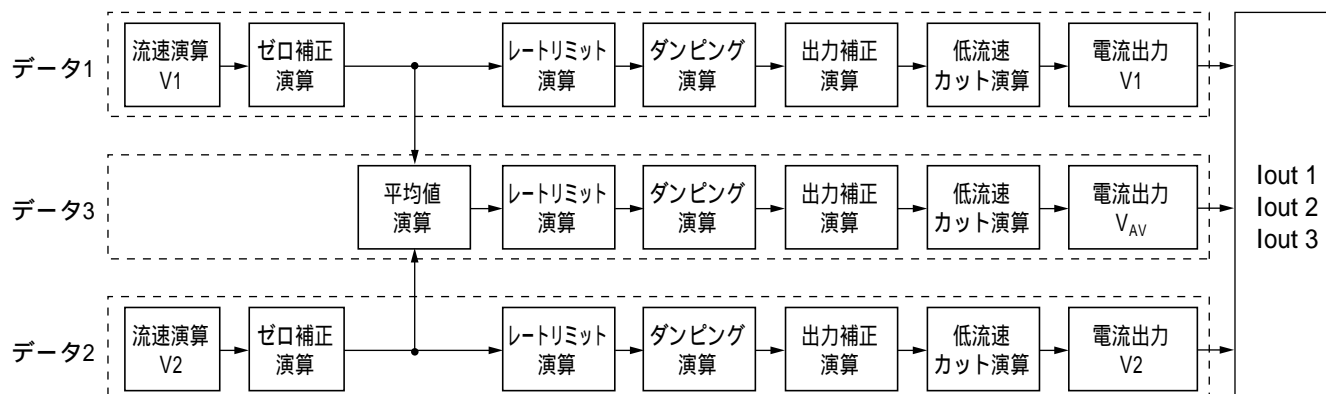 データ1
流速演算
V1
ゼロ補正
演算
レートリミット
演算
ダンピング
演算
出力補正
演算
低流速
カット演算
電流出力
V1
データ3
平均値
演算
レートリミット
演算
ダンピング
演算
出力補正
演算
低流速
カット演算
電流出力
VAV
データ2
流速演算
V2
ゼロ補正
演算
レートリミット
演算
ダンピング
演算
出力補正
演算
低流速
カット演算
電流出力
V2
Iout 1
Iout 2
Iout 3